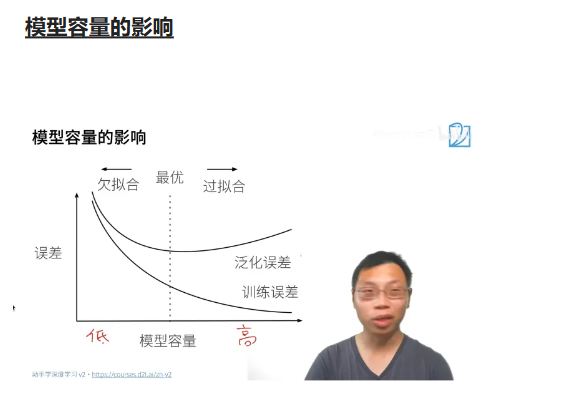 模型容量的影响
模型容量的影响
欠拟合
最优
过拟合
误差
泛化误差
训练误差
低
模型容量
高
动手学深度学习 v2 · https://courses.d2l.ai/zh-v2